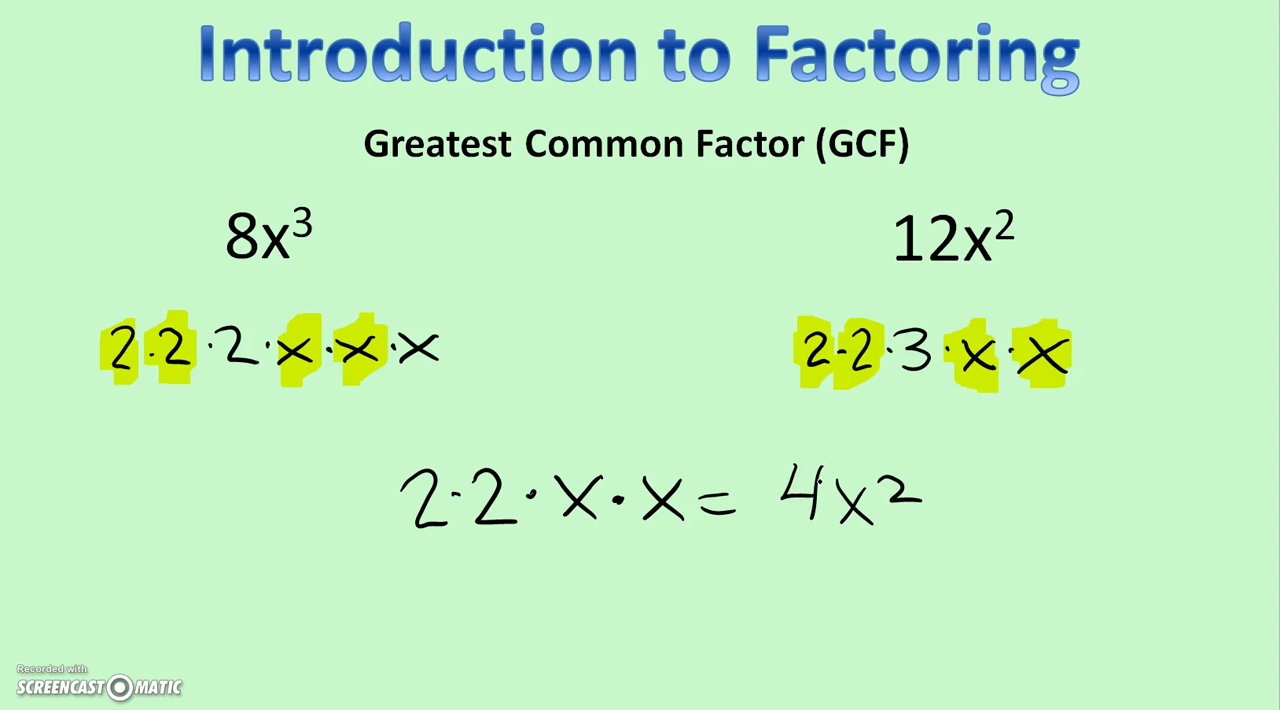 Introduction to Factoring
Greatest Common Factor (GCF)
8x³ 12x²
2·2·2·x·x·x 2·2·3·x·x
2·2·x·x= 4x²
Recorded with
SCREENCAST MATIC